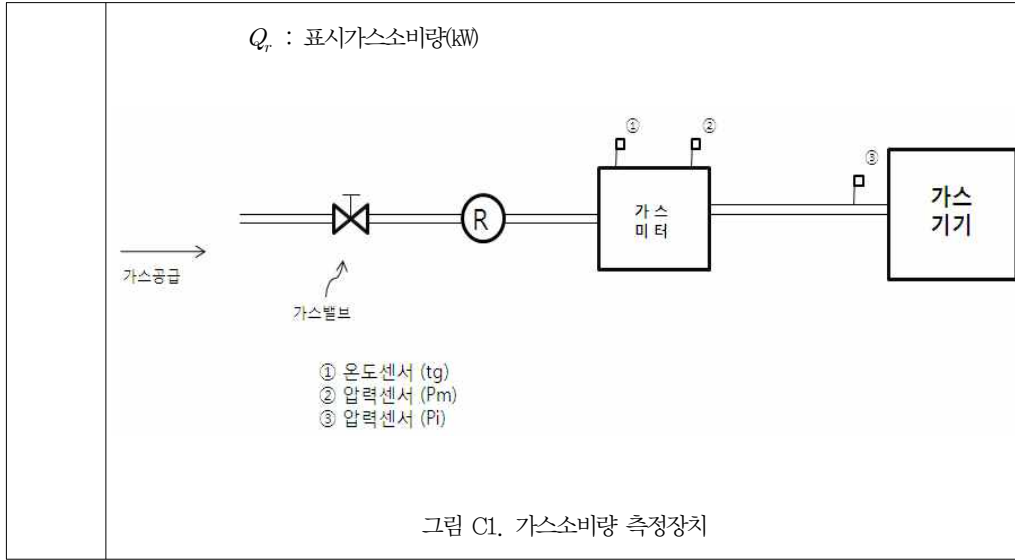 Qr : 표시가스소비량(㎾)
① ②
③
가스
기기
가 스
미 터
R
가스공급
가스밸브
① 온도센서 (tg)
② 압력센서 (Pm)
③ 압력센서 (Pi)
그림 C1. 가스소비량 측정장치